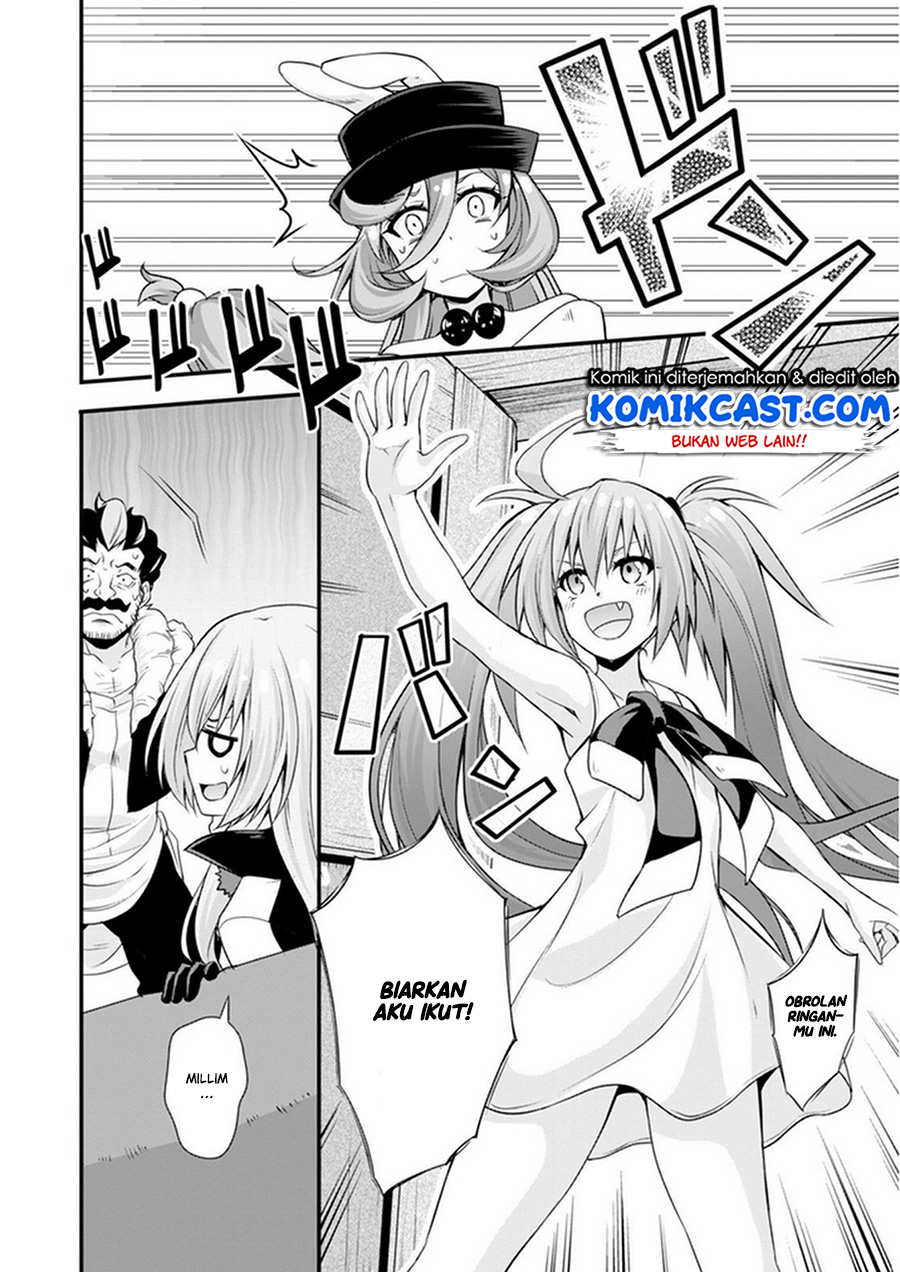 ドドン
ドドドド
Komik ini diterjemahkan & diedit oleh
KOMIKCAST.COM
BUKAN WEB LAIN!!
OBROLAN
RINGAN-
MU INI.
バーン
BIARKAN
AKU IKUT!
MILLIM
...